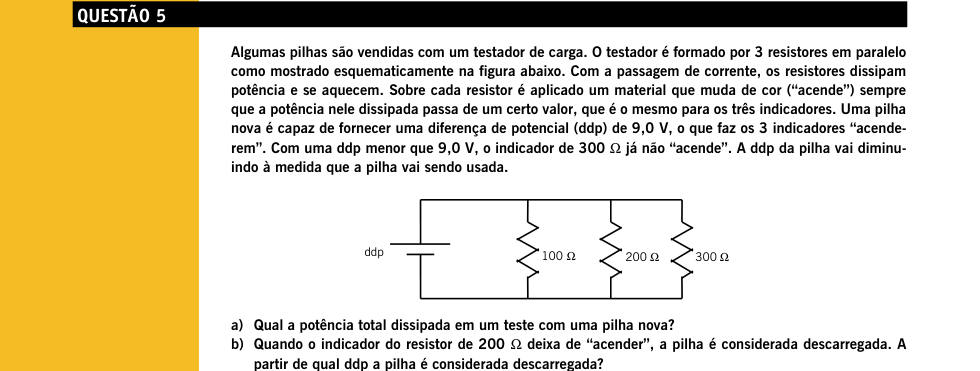 QUESTÃO 5
Algumas pilhas são vendidas com um testador de carga. O testador é formado por 3 resistores em paralelo
como mostrado esquematicamente na figura abaixo. Com a passagem de corrente, os resistores dissipam
potência e se aquecem. Sobre cada resistor é aplicado um material que muda de cor (“acende”) sempre
que a potência nele dissipada passa de um certo valor, que é o mesmo para os três indicadores. Uma pilha
nova é capaz de fornecer uma diferença de potencial (ddp) de 9,0 V, o que faz os 3 indicadores “acende-
rem”. Com uma ddp menor que 9,0 V, o indicador de 300 Ω já não “acende”. A ddp da pilha vai diminu-
indo à medida que a pilha vai sendo usada.
ddp
100 Ω
200 Ω
300 Ω
a) Qual a potência total dissipada em um teste com uma pilha nova?
b) Quando o indicador do resistor de 200 Ω deixa de “acender”, a pilha é considerada descarregada. A
partir de qual ddp a pilha é considerada descarregada?